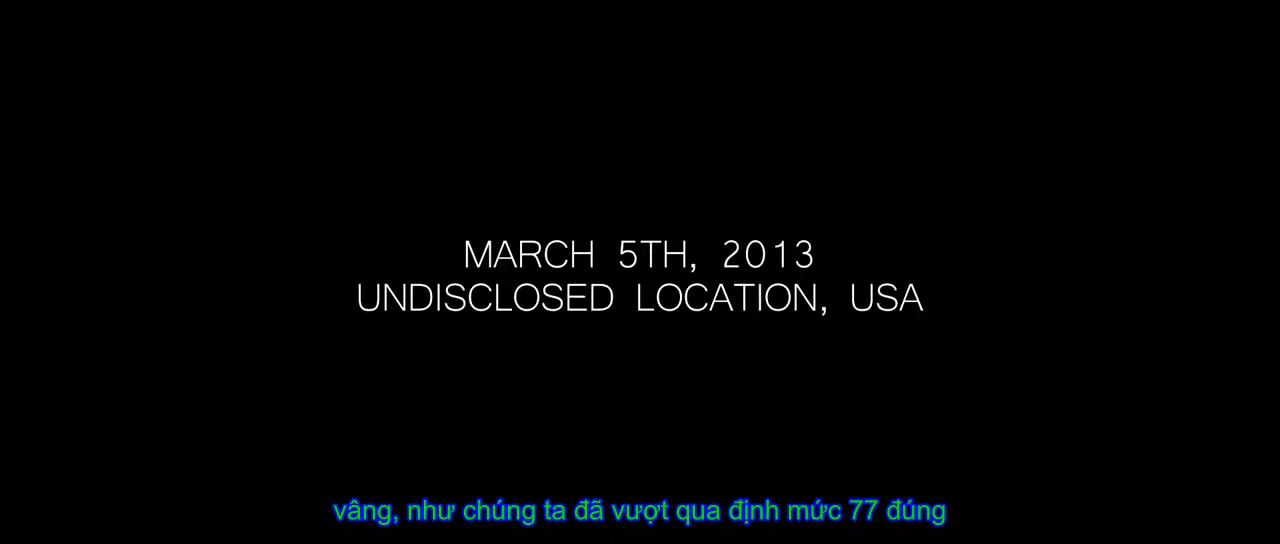 MARCH 5TH, 2013
UNDISCLOSED LOCATION, USA
vâng, như chúng ta đã vượt qua định mức 77 đúng